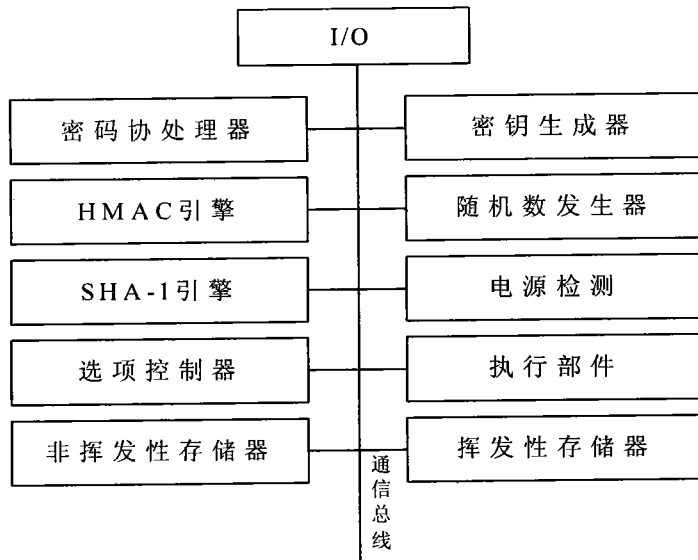 I/O
密码协处理器
密钥生成器
HMAC引擎
随机数发生器
SHA-1引擎
电源检测
选项控制器
执行部件
非挥发性存储器
挥发性存储器
通信总线